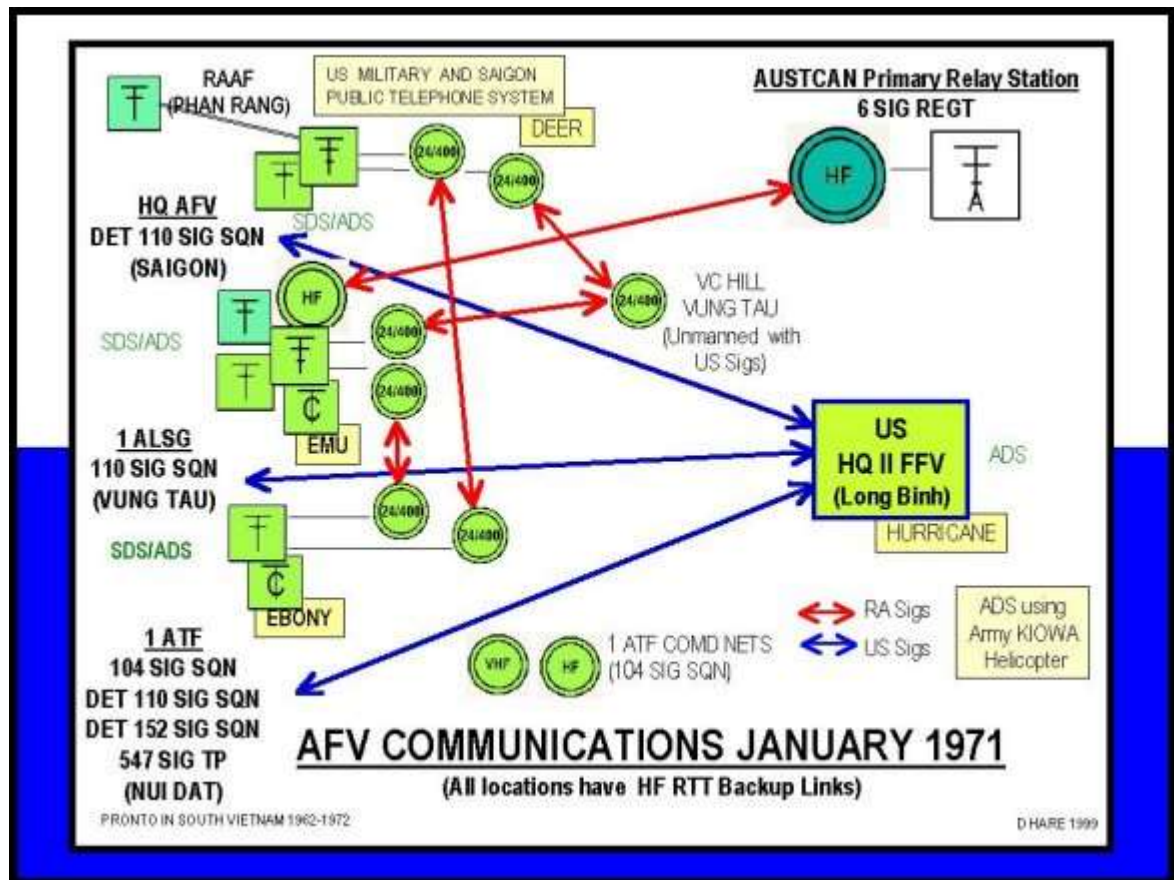 RAAF
(PHAN RANG)
US MILITARY AND SAIGON
PUBLIC TELEPHONE SYSTEM
DEER
AUSTCAN Primary Relay Station
6 SIG REGT
24/400
24/400
HF
A
HQ AFV
DET 110 SIG SQN
(SAIGON)
SDS/ADS
HF
24/400
VC HILL
VUNG TAU
(Unmanned with
US Sigs)
24/400
SDS/ADS
24/400
₵
EMU
1 ALSG
110 SIG SQN
(VUNG TAU)
US
HQ II FFV
(Long Binh)
ADS
HURRICANE
24/400
24/400
SDS/ADS
₵
EBONY
1 ATF
104 SIG SQN
DET 110 SIG SQN
DET 152 SIG SQN
547 SIG TP
(NUI DAT)
VHF
HF
1 ATF COMD NETS
(104 SIG SQN)
RA Sigs
US Sigs
ADS using
Army KIOWA
Helicopter
AFV COMMUNICATIONS JANUARY 1971
(All locations have HF RTT Backup Links)
PRONTO IN SOUTH VIETNAM 1962-1972
D HARE 1999